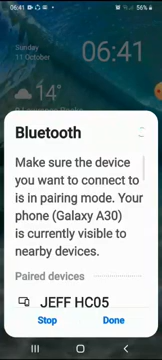 06:41
56%
Sunday
11 October
06:41
14°
Bluetooth
Make sure the device
you want to connect to
is in pairing mode. Your
phone (Galaxy A30)
is currently visible to
nearby devices.
Paired devices
JEFF HC05
Stop
Done